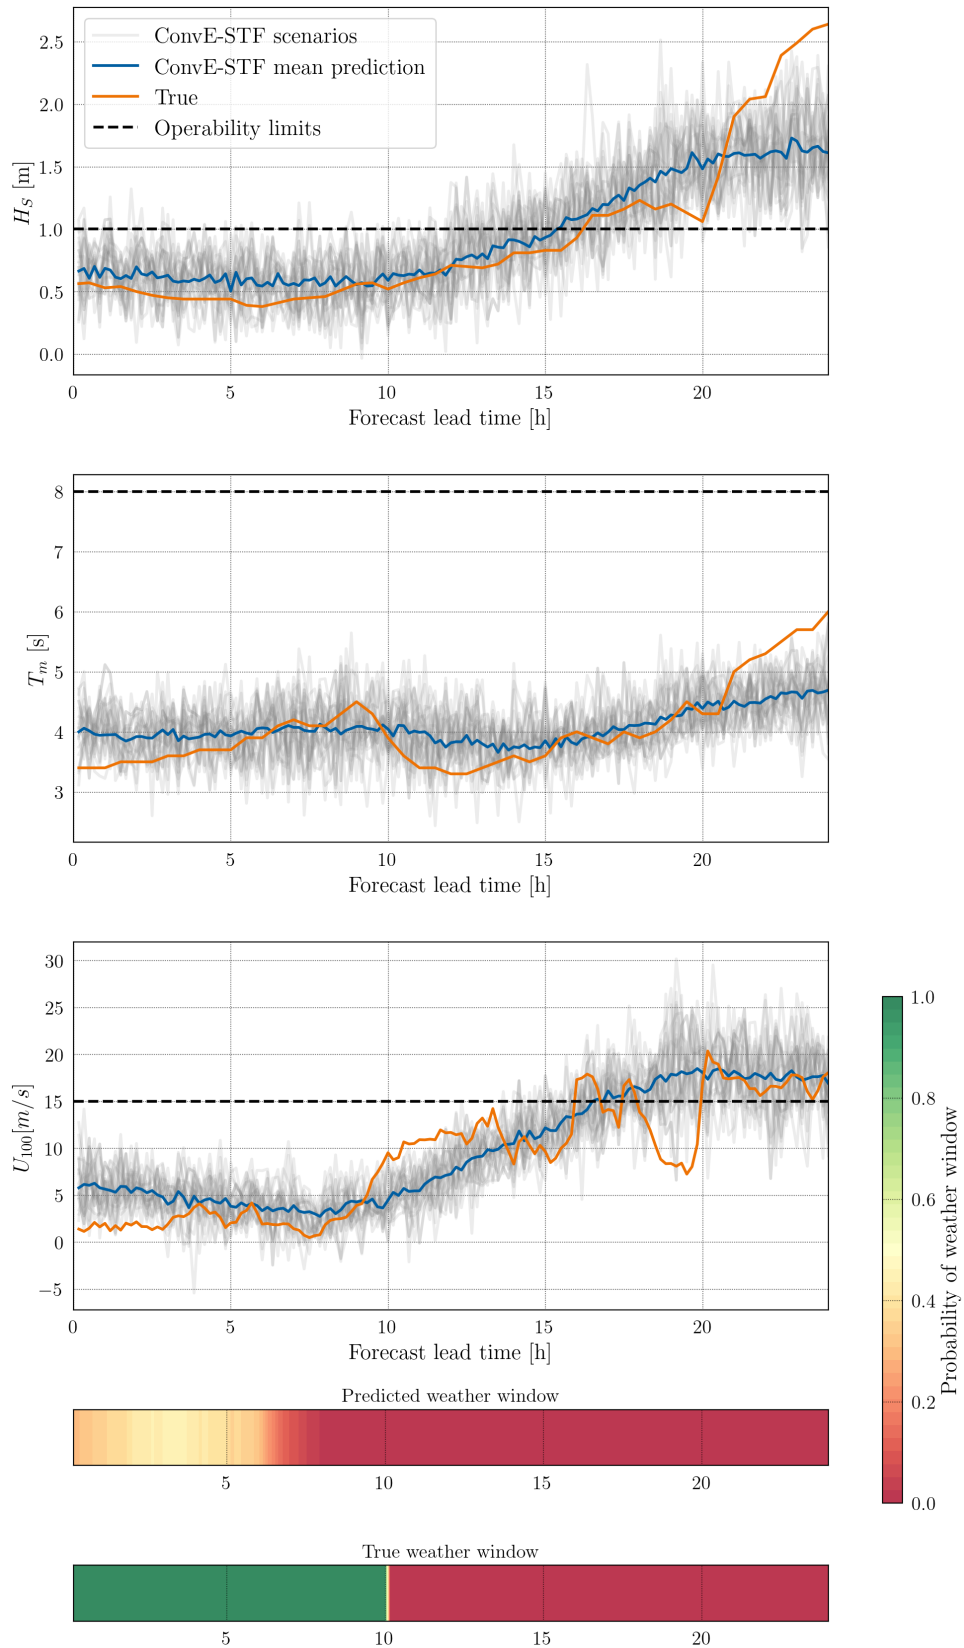 ConvE-STF scenarios
ConvE-STF mean prediction
True
Operability limits
2.5
2.0
1.5
1.0
0.5
0.0
H_S [m]
0 5 10 15 20
Forecast lead time [h]
8
7
6
5
4
3
T_m [s]
0 5 10 15 20
Forecast lead time [h]
30
25
20
15
10
5
0
−5
U_100[m/s]
0 5 10 15 20
Forecast lead time [h]
1.0
0.8
0.6
0.4
0.2
0.0
Probability of weather window
Predicted weather window
5 10 15 20
True weather window
5 10 15 20